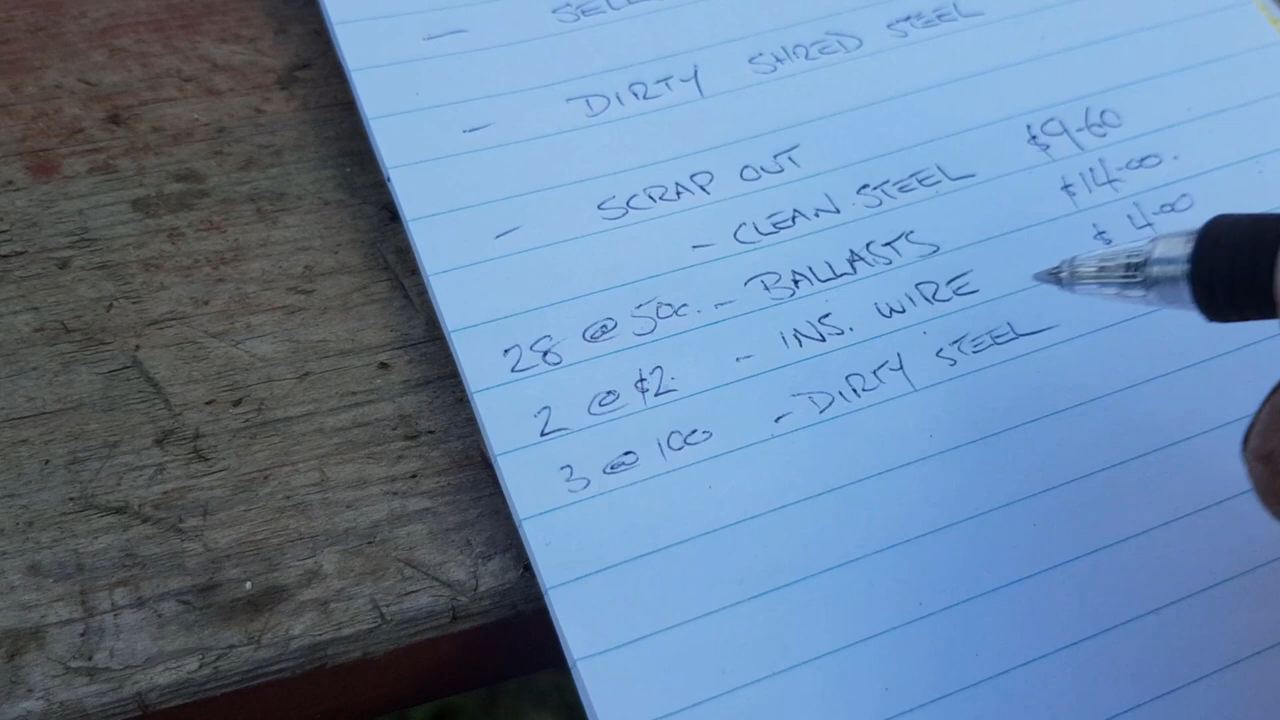 -
- DIRTY SHRED STEEL
- SCRAP OUT
- CLEAN STEEL $9-60
28 @ 50c. - BALLASTS $14-00.
2 @ $2. - INS. WIRE $4-00
3 @ 100 - DIRTY STEEL